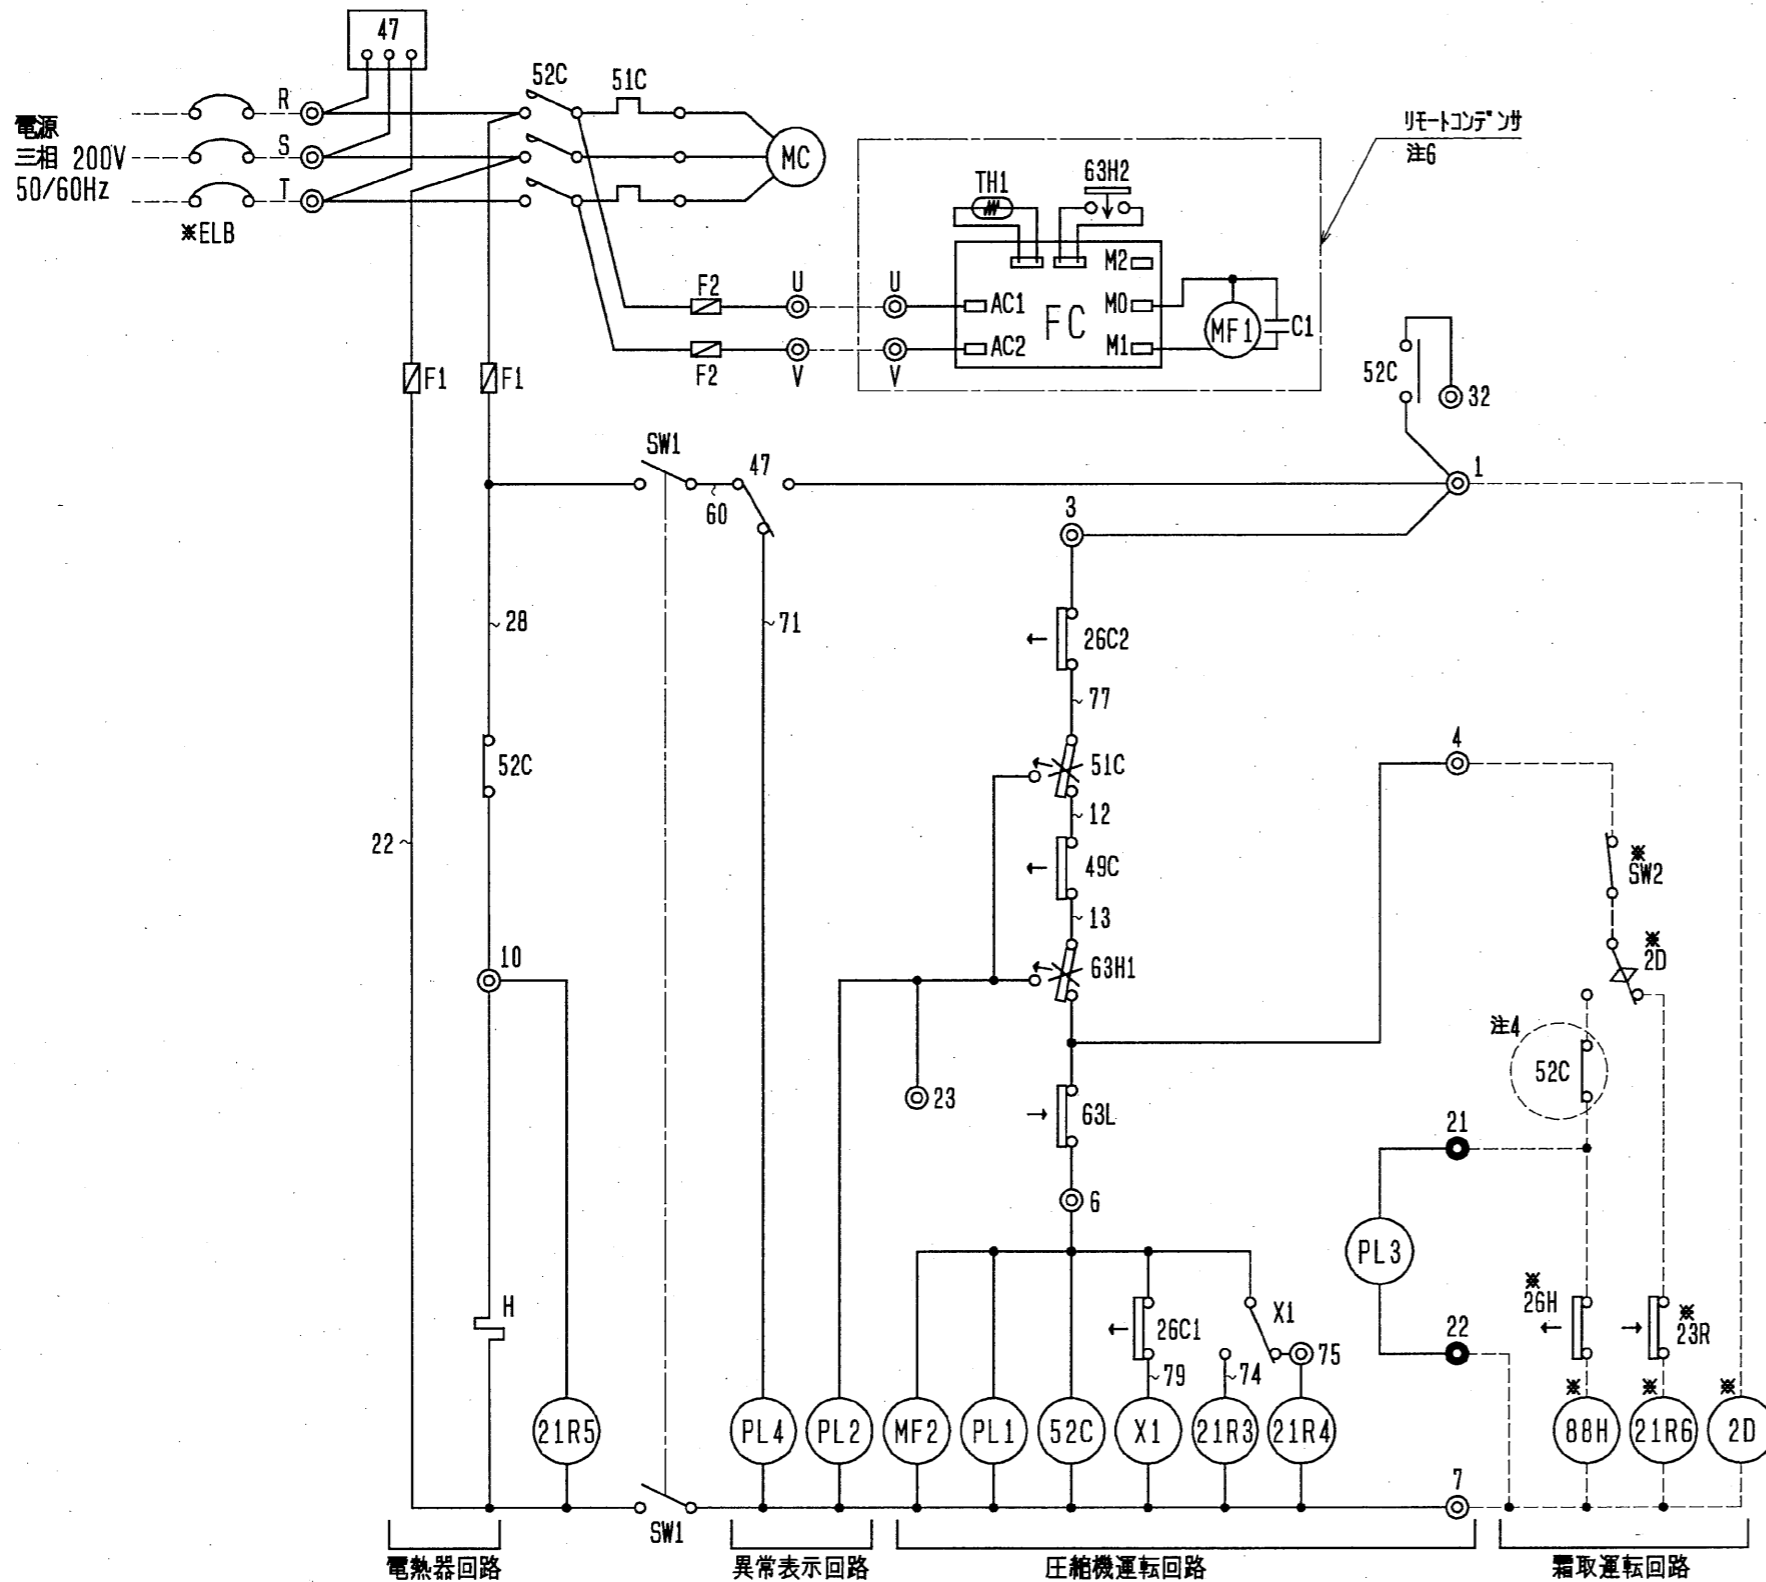 47
52C
51C
R
S
T
電源
三相 200V
50/60Hz
※ELB
MC
リモートコンデンサ
注6
TH1
63H2
M2
AC1
FC
M0
MF1
C1
AC2
M1
F2
U
U
F2
V
V
F1
F1
52C
32
SW1
47
60
1
3
28
71
26C2
77
4
52C
51C
12
22
49C
13
※
SW2
10
63H1
※
2D
注4
52C
23
63L
21
6
PL3
H
26C1
X1
75
79
74
22
※
26H
※
23R
21R5
PL4
PL2
MF2
PL1
52C
X1
21R3
21R4
※
88H
※
21R6
※
2D
7
SW1
電熱器回路
異常表示回路
圧縮機運転回路
霜取運転回路